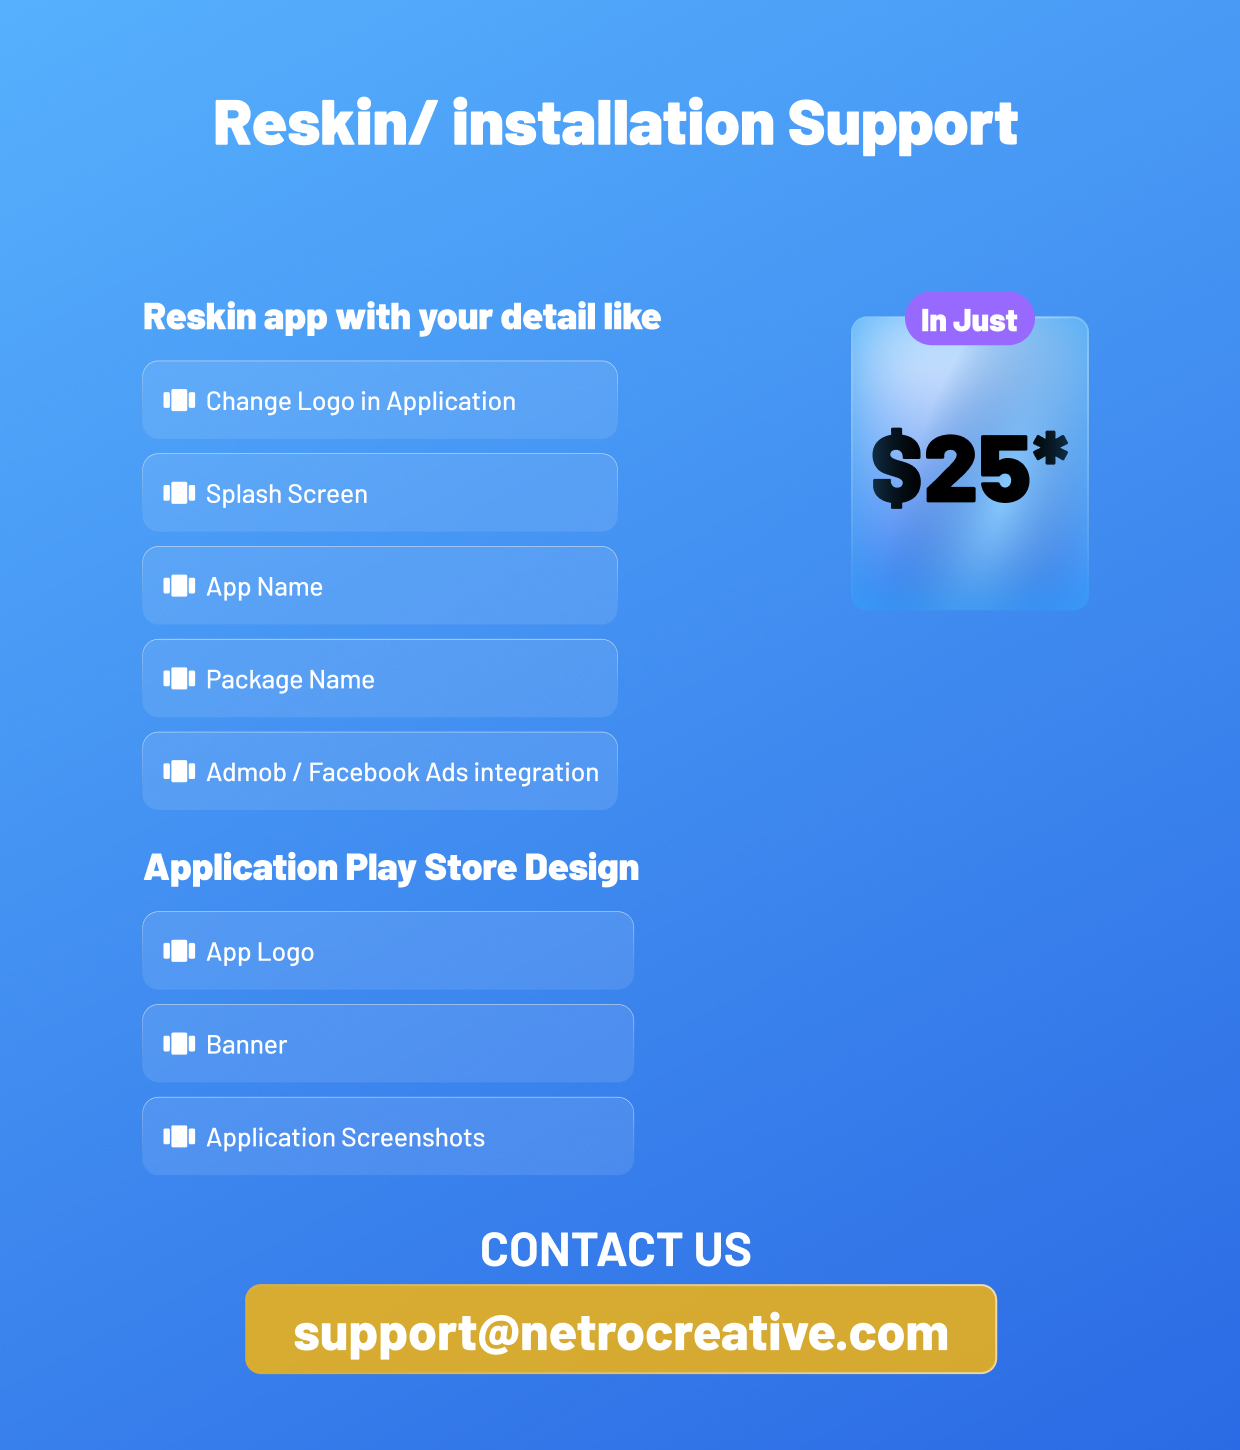 Reskin/ installation Support
Reskin app with your detail like
Change Logo in Application
Splash Screen
App Name
Package Name
Admob / Facebook Ads integration
In Just
$25*
Application Play Store Design
App Logo
Banner
Application Screenshots
CONTACT US
support@netrocreative.com